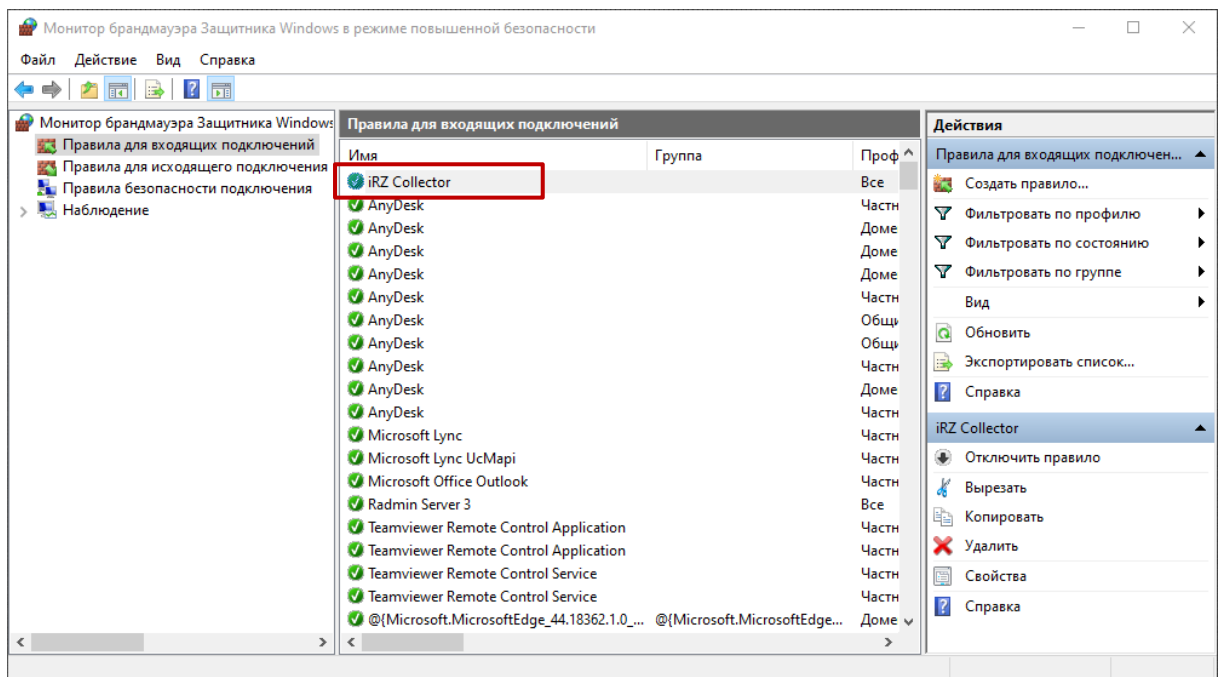 Монитор брандмауэра Защитника Windows в режиме повышенной безопасности
Файл Действие Вид Справка
Монитор брандмауэра Защитника Windows
Правила для входящих подключений
Правила для исходящего подключения
Правила безопасности подключения
Наблюдение
Правила для входящих подключений
Имя Группа Проф
iRZ Collector Все
AnyDesk Частн
AnyDesk Доме
AnyDesk Доме
AnyDesk Доме
AnyDesk Частн
AnyDesk Общи
AnyDesk Общи
AnyDesk Частн
AnyDesk Доме
AnyDesk Частн
Microsoft Lync Частн
Microsoft Lync UcMapi Частн
Microsoft Office Outlook Частн
Radmin Server 3 Все
Teamviewer Remote Control Application Частн
Teamviewer Remote Control Application Частн
Teamviewer Remote Control Service Частн
Teamviewer Remote Control Service Частн
@{Microsoft.MicrosoftEdge_44.18362.1.0_... @{Microsoft.MicrosoftEdge... Доме
Действия
Правила для входящих подключен...
Создать правило...
Фильтровать по профилю
Фильтровать по состоянию
Фильтровать по группе
Вид
Обновить
Экспортировать список...
Справка
iRZ Collector
Отключить правило
Вырезать
Копировать
Удалить
Свойства
Справка